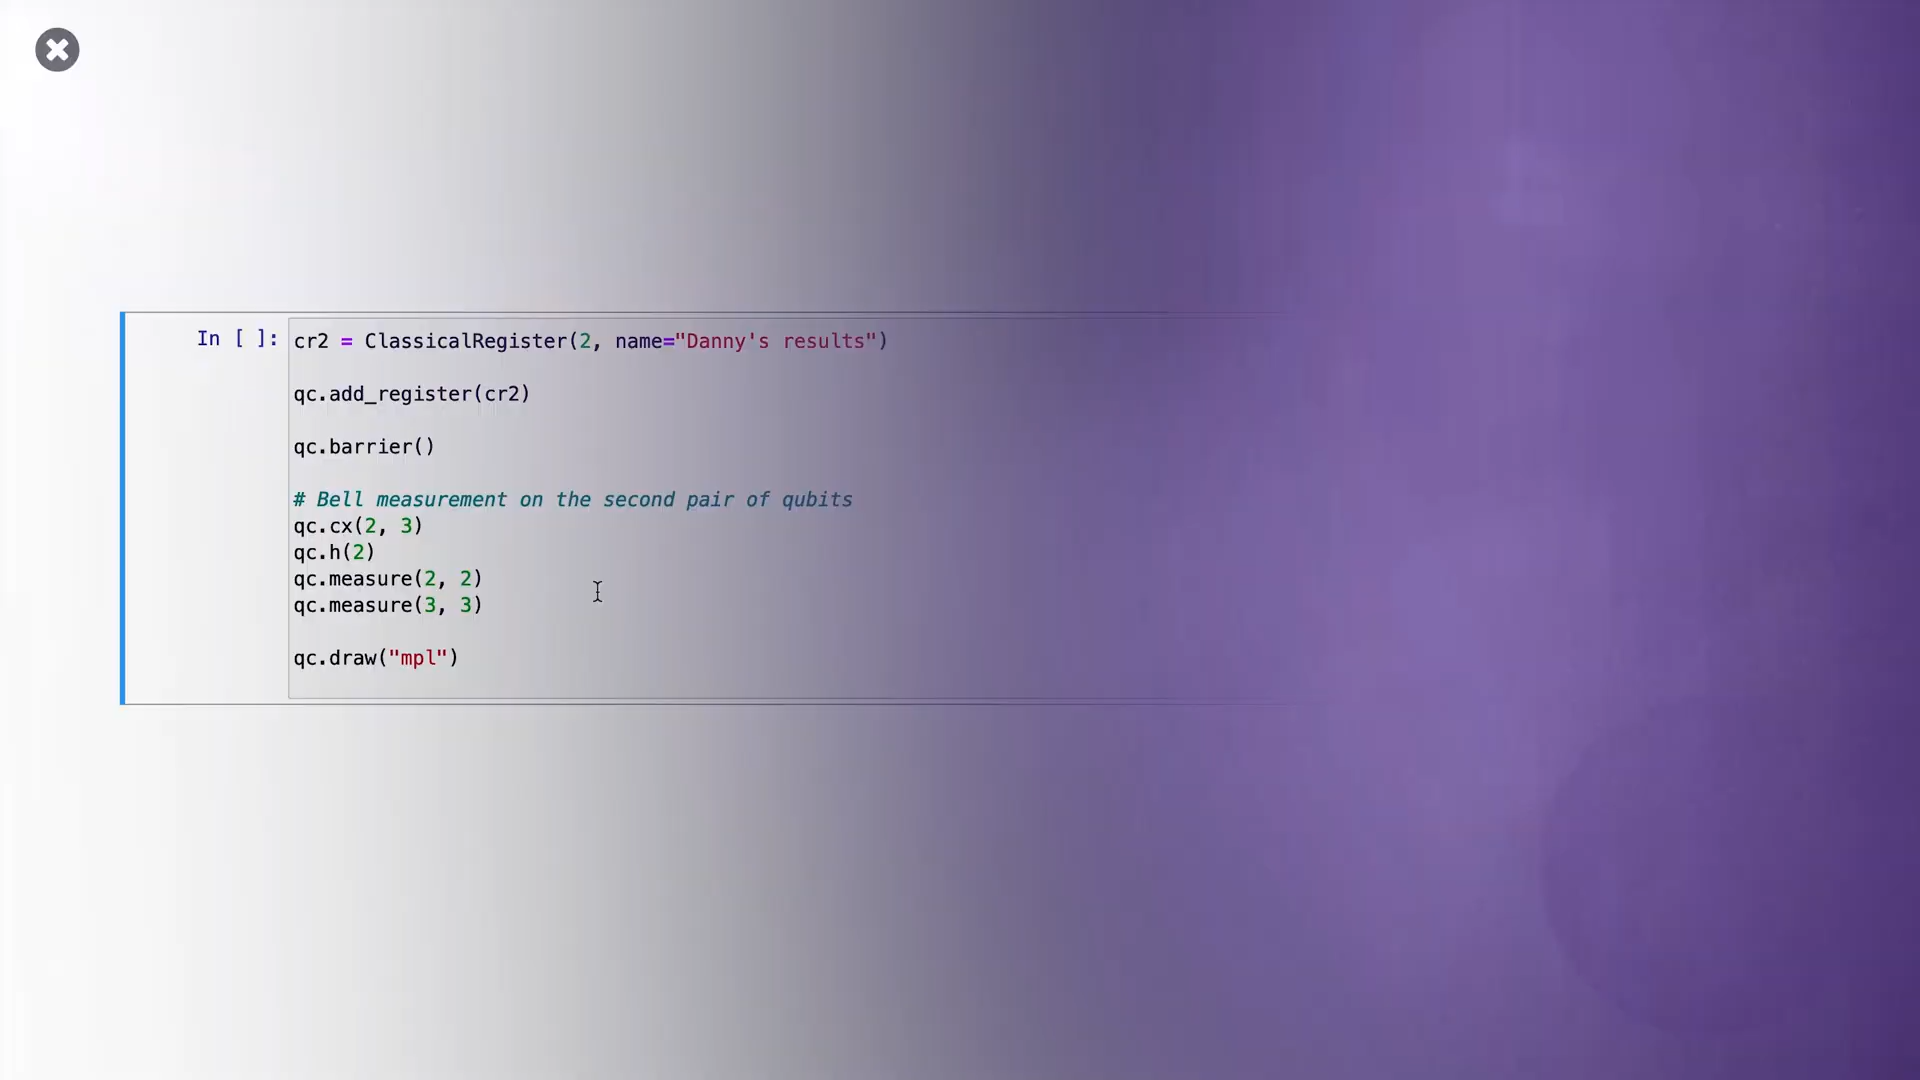 In [ ]: cr2 = ClassicalRegister(2, name="Danny's results")
qc.add_register(cr2)
qc.barrier()
# Bell measurement on the second pair of qubits
qc.cx(2, 3)
qc.h(2)
qc.measure(2, 2)
qc.measure(3, 3)
qc.draw("mpl")